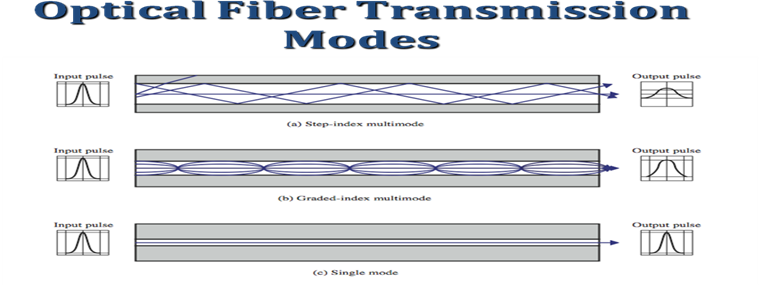 Optical Fiber Transmission
Modes
Input pulse
Output pulse
(a) Step-index multimode
Input pulse
Output pulse
(b) Graded-index multimode
Input pulse
Output pulse
(c) Single mode